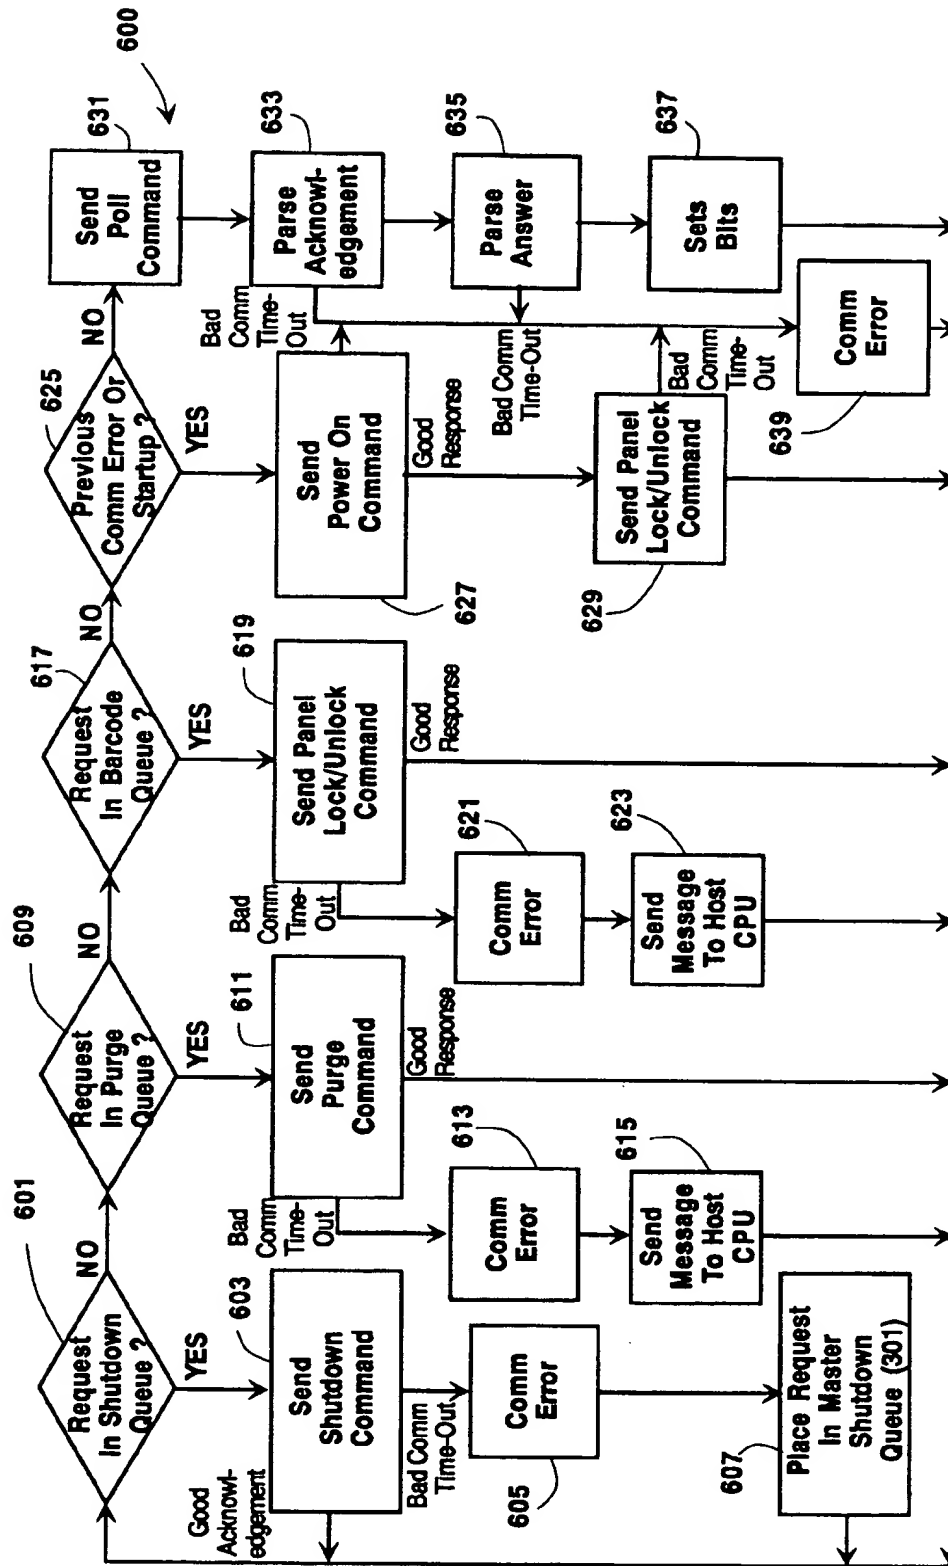 600
601
Request
In Shutdown
Queue ?
NO
YES
603
Send
Shutdown
Command
Good
Acknowl-
edgement
Bad Comm
Time-Out
605
Comm
Error
607
Place Request
In Master
Shutdown
Queue (301)
609
Request
In Purge
Queue ?
NO
YES
611
Send
Purge
Command
Bad
Comm
Time-
Out
Good
Response
613
Comm
Error
615
Send
Message
To Host
CPU
617
Request
In Barcode
Queue ?
NO
YES
619
Send Panel
Lock/Unlock
Command
Bad
Comm
Time-
Out
Good
Response
621
Comm
Error
623
Send
Message
To Host
CPU
625
Previous
Comm Error Or
Startup ?
NO
YES
627
Send
Power On
Command
Good
Response
629
Send Panel
Lock/Unlock
Command
Bad
Comm
Time-
Out
631
Send
Poll
Command
633
Parse
Acknowl-
edgement
Bad
Comm
Time-
Out
635
Parse
Answer
Bad Comm
Time-Out
637
Sets
Bits
639
Comm
Error